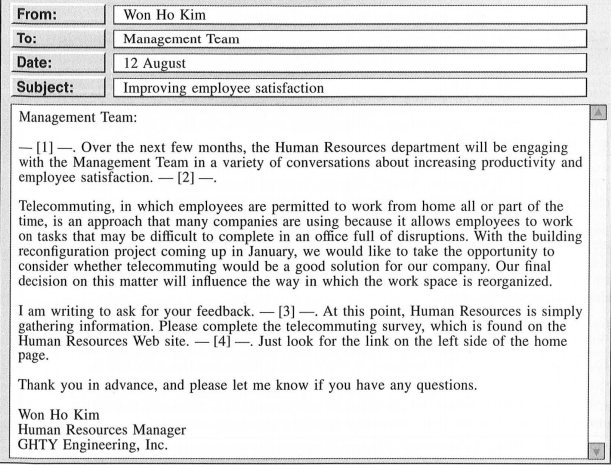 From: Won Ho Kim
To: Management Team
Date: 12 August
Subject: Improving employee satisfaction
Management Team:
— [1] —. Over the next few months, the Human Resources department will be engaging
with the Management Team in a variety of conversations about increasing productivity and
employee satisfaction. — [2] —.
Telecommuting, in which employees are permitted to work from home all or part of the
time, is an approach that many companies are using because it allows employees to work
on tasks that may be difficult to complete in an office full of disruptions. With the building
reconfiguration project coming up in January, we would like to take the opportunity to
consider whether telecommuting would be a good solution for our company. Our final
decision on this matter will influence the way in which the work space is reorganized.
I am writing to ask for your feedback. — [3] —. At this point, Human Resources is simply
gathering information. Please complete the telecommuting survey, which is found on the
Human Resources Web site. — [4] —. Just look for the link on the left side of the home
page.
Thank you in advance, and please let me know if you have any questions.
Won Ho Kim
Human Resources Manager
GHTY Engineering, Inc.